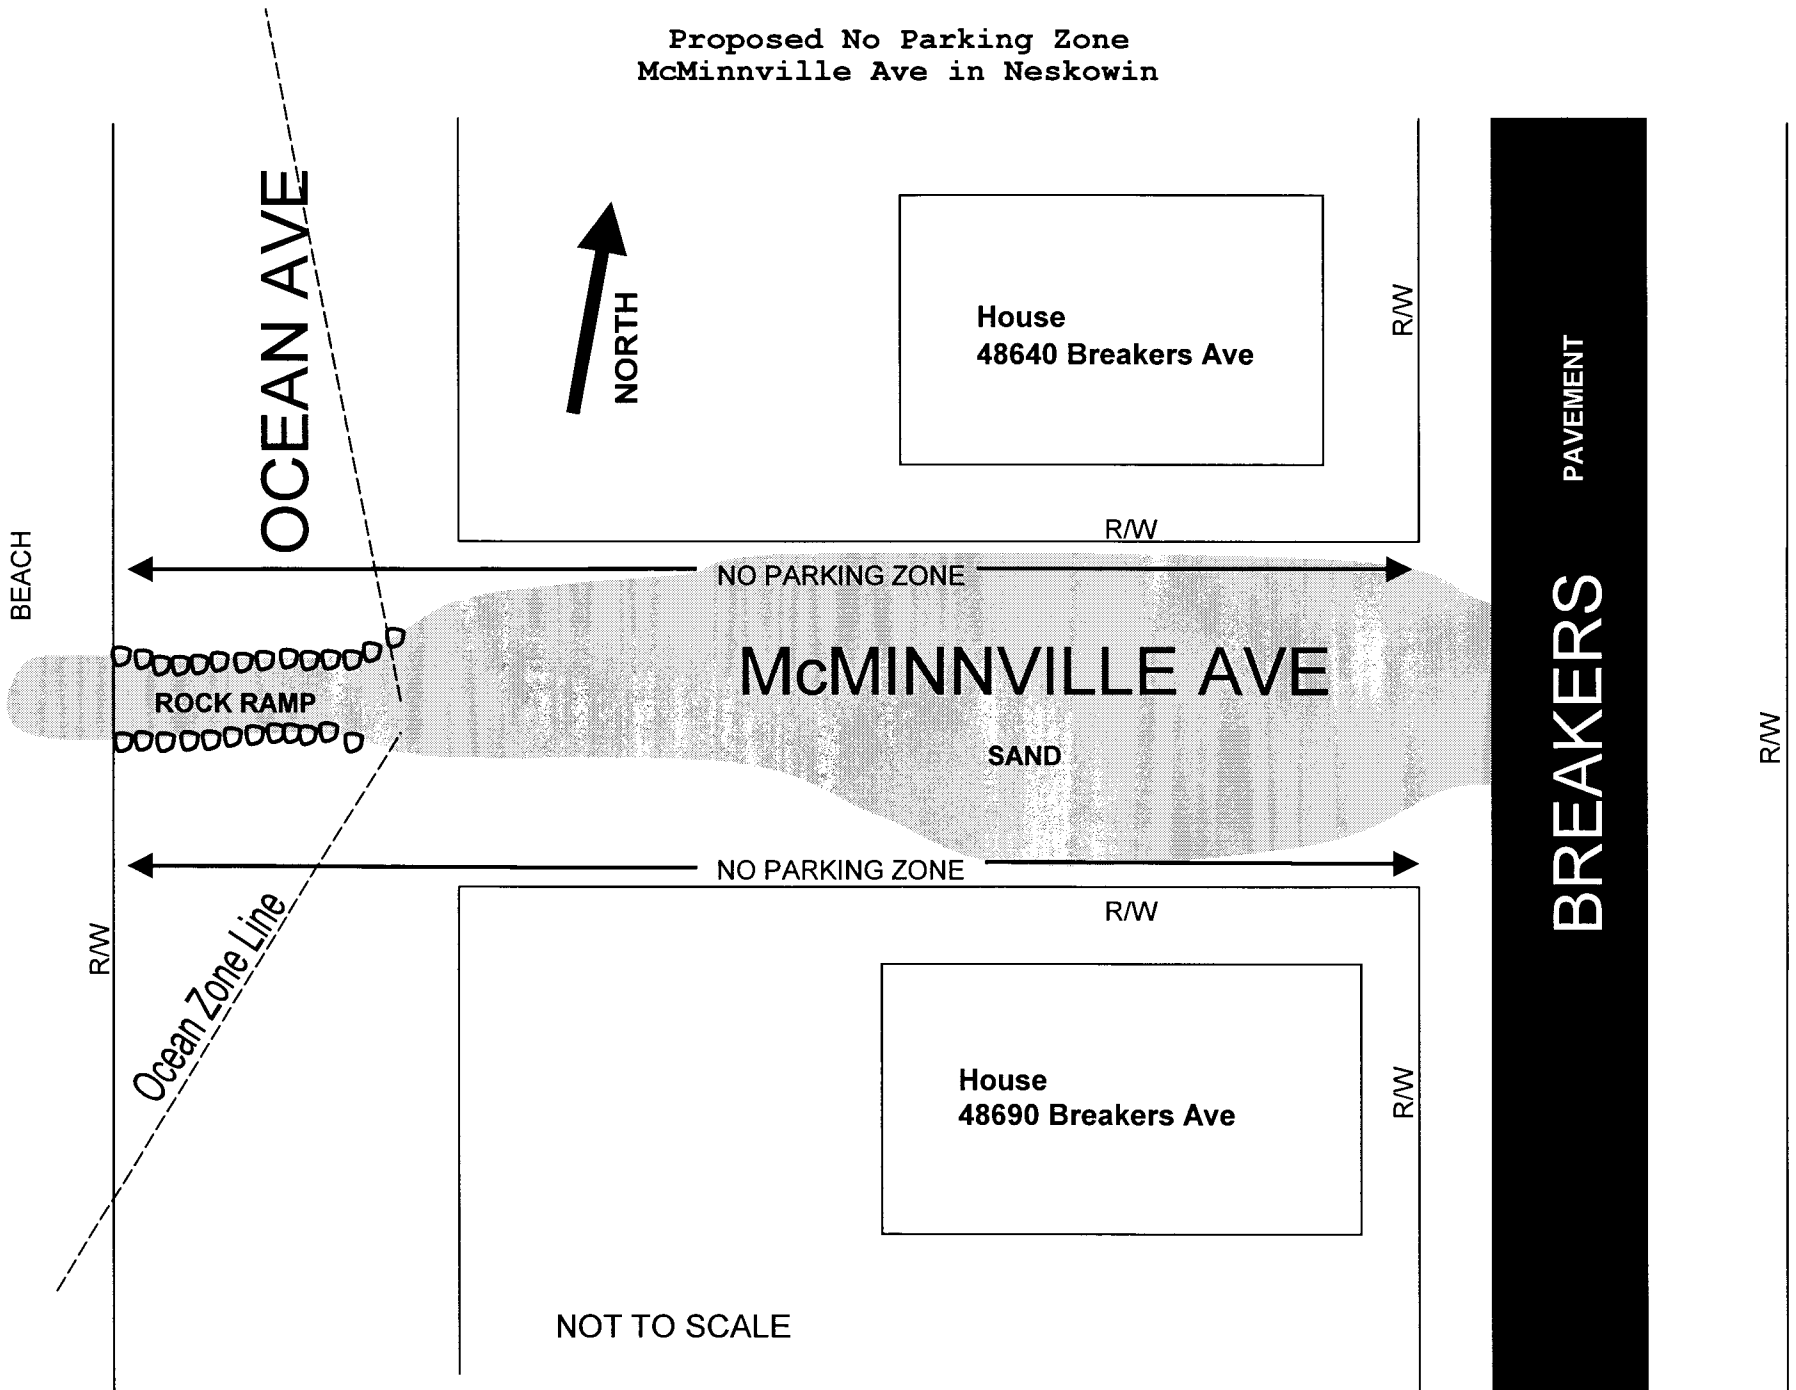 Proposed No Parking Zone
McMinnville Ave in Neskowin
OCEAN AVE
NORTH
House
48640 Breakers Ave
R/W
PAVEMENT
R/W
BEACH
NO PARKING ZONE
ROCK RAMP
McMINNVILLE AVE
SAND
BREAKERS
R/W
NO PARKING ZONE
R/W
R/W
Ocean Zone Line
House
48690 Breakers Ave
R/W
NOT TO SCALE